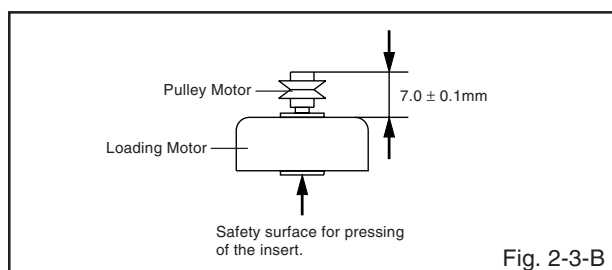 Pulley Motor
7.0 ± 0.1mm
Loading Motor
Safety surface for pressing
of the insert.
Fig. 2-3-B